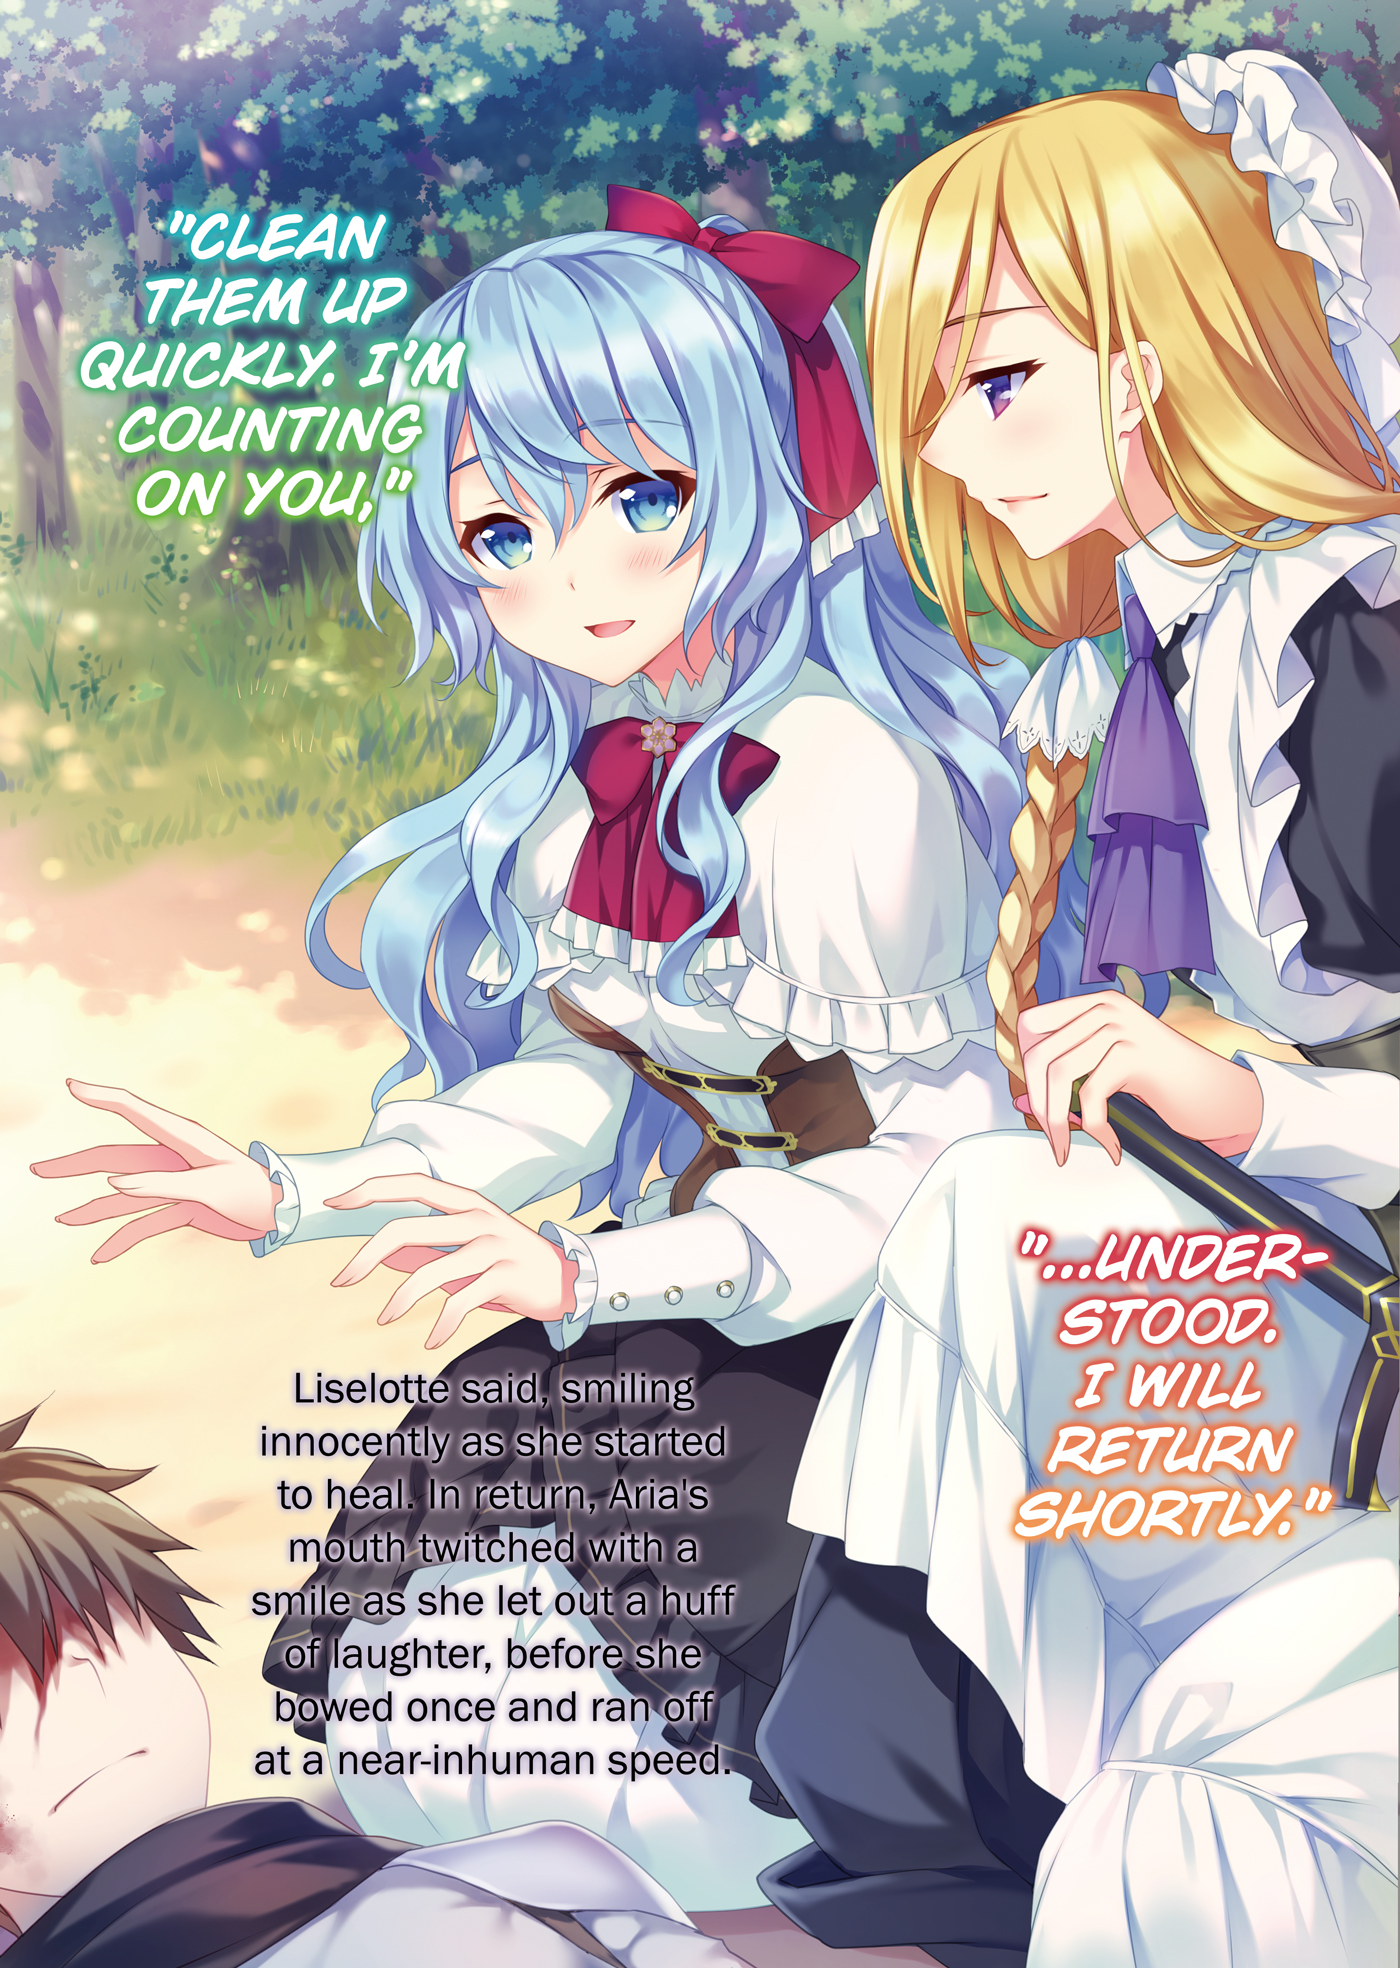 "CLEAN
THEM UP
QUICKLY. I'M
COUNTING
ON YOU,"
Liselotte said, smiling
innocently as she started
to heal. In return, Aria's
mouth twitched with a
smile as she let out a huff
of laughter, before she
bowed once and ran off
at a near-inhuman speed.
"...UNDER-
STOOD.
I WILL
RETURN
SHORTLY."